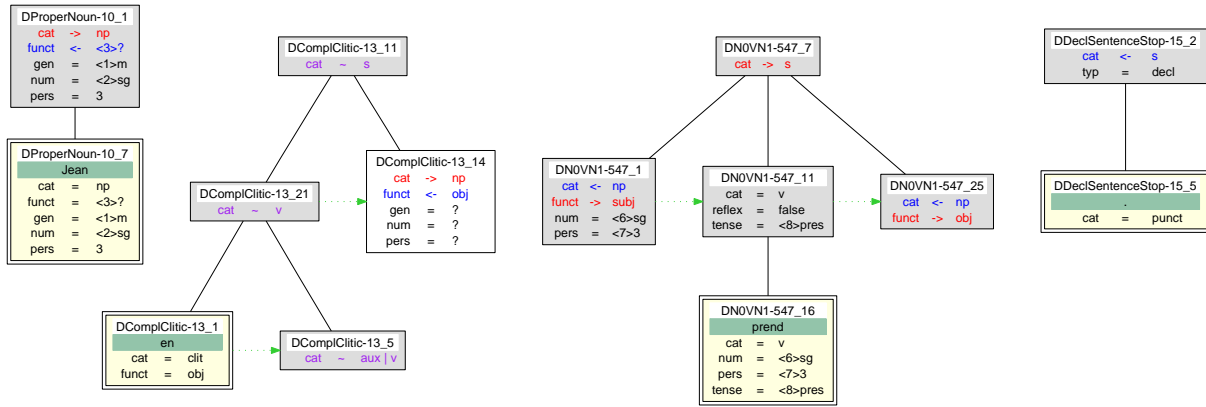 DProperNoun-10_1
cat -> np
funct <- <3>?
gen = <1>m
num = <2>sg
pers = 3
DProperNoun-10_7
Jean
cat = np
funct = <3>?
gen = <1>m
num = <2>sg
pers = 3
DComplClitic-13_11
cat ~ s
DComplClitic-13_21
cat ~ v
DComplClitic-13_14
cat -> np
funct <- obj
gen = ?
num = ?
pers = ?
DComplClitic-13_1
en
cat = clit
funct = obj
DComplClitic-13_5
cat ~ aux | v
DN0VN1-547_7
cat -> s
DN0VN1-547_1
cat <- np
funct -> subj
num = <6>sg
pers = <7>3
DN0VN1-547_11
cat = v
reflex = false
tense = <8>pres
DN0VN1-547_25
cat <- np
funct -> obj
DN0VN1-547_16
prend
cat = v
num = <6>sg
pers = <7>3
tense = <8>pres
DDeclSentenceStop-15_2
cat <- s
typ = decl
DDeclSentenceStop-15_5
.
cat = punct